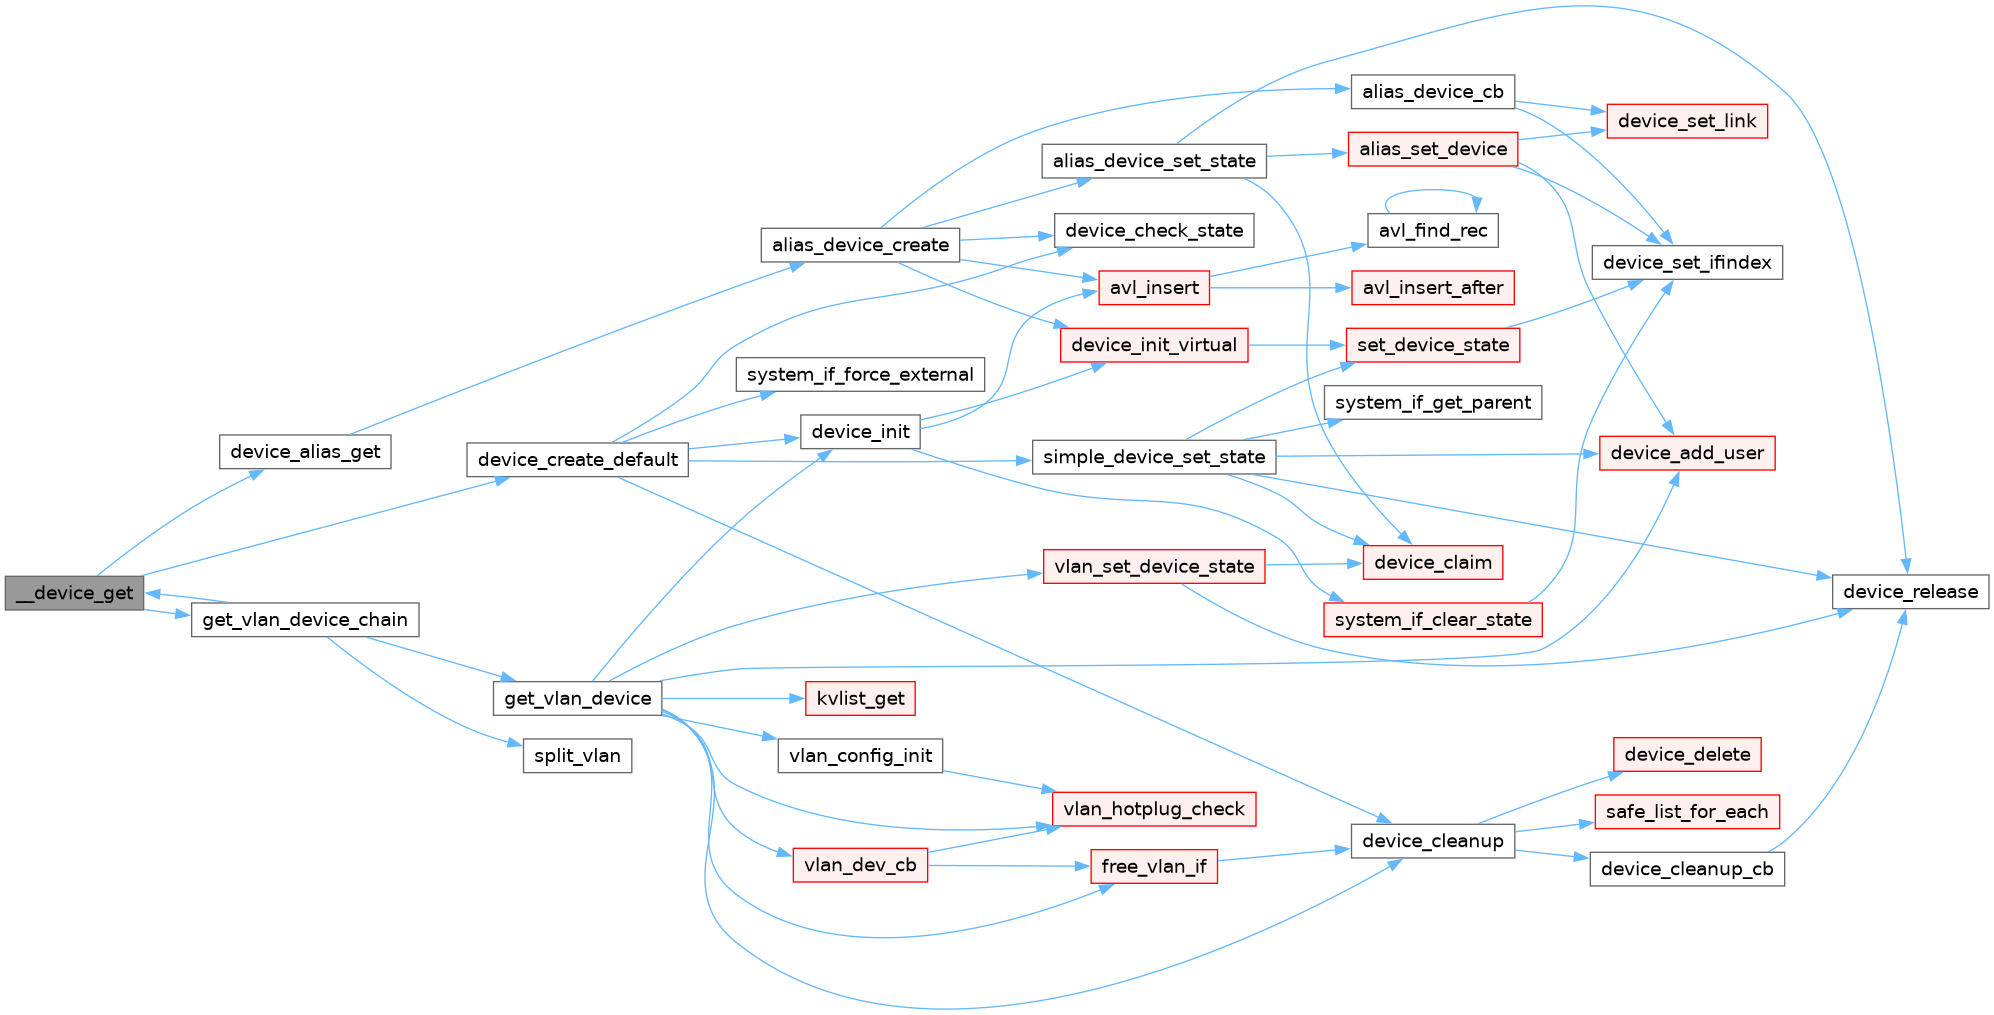 __device_get
device_alias_get
get_vlan_device_chain
device_create_default
get_vlan_device
split_vlan
alias_device_create
system_if_force_external
device_init
kvlist_get
vlan_config_init
vlan_dev_cb
alias_device_set_state
device_check_state
avl_insert
device_init_virtual
simple_device_set_state
vlan_set_device_state
vlan_hotplug_check
free_vlan_if
alias_device_cb
alias_set_device
avl_find_rec
avl_insert_after
set_device_state
system_if_get_parent
device_claim
system_if_clear_state
device_cleanup
device_set_link
device_set_ifindex
device_add_user
device_delete
safe_list_for_each
device_cleanup_cb
device_release